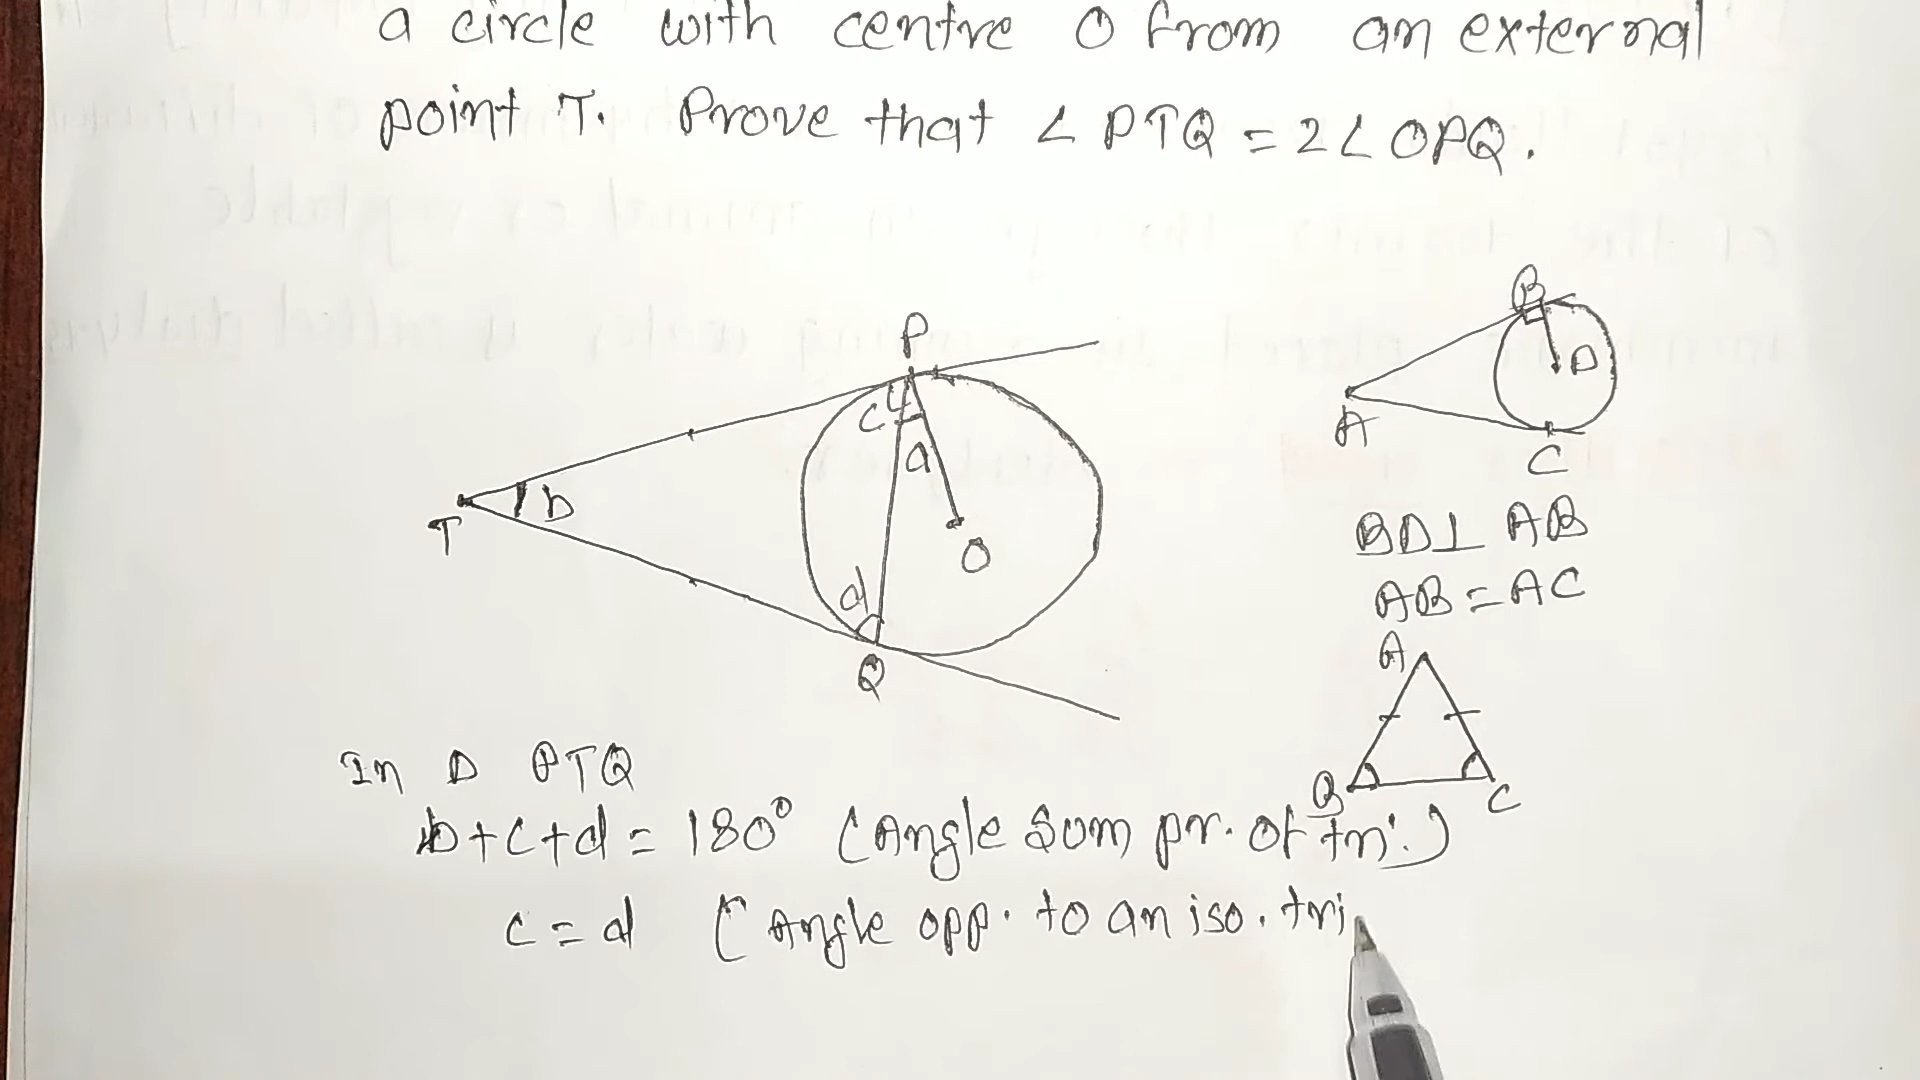 a circle with centre O from an external
point T. Prove that ∠ PTQ = 2∠ OPQ.
P
C
a
T
b
O
d
Q
B
D
A
C
BD⊥ AB
AB = AC
A
B
C
In Δ PTQ
b+c+d = 180° (Angle Sum pr. of tri.)
c = d (Angle opp. to an iso. tri